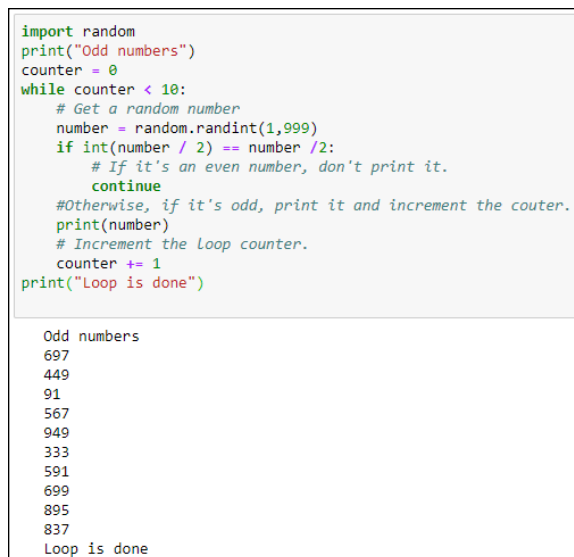 import random
print("Odd numbers")
counter = 0
while counter < 10:
    # Get a random number
    number = random.randint(1,999)
    if int(number / 2) == number /2:
        # If it's an even number, don't print it.
        continue
    #Otherwise, if it's odd, print it and increment the couter.
    print(number)
    # Increment the loop counter.
    counter += 1
print("Loop is done")
Odd numbers
697
449
91
567
949
333
591
699
895
837
Loop is done